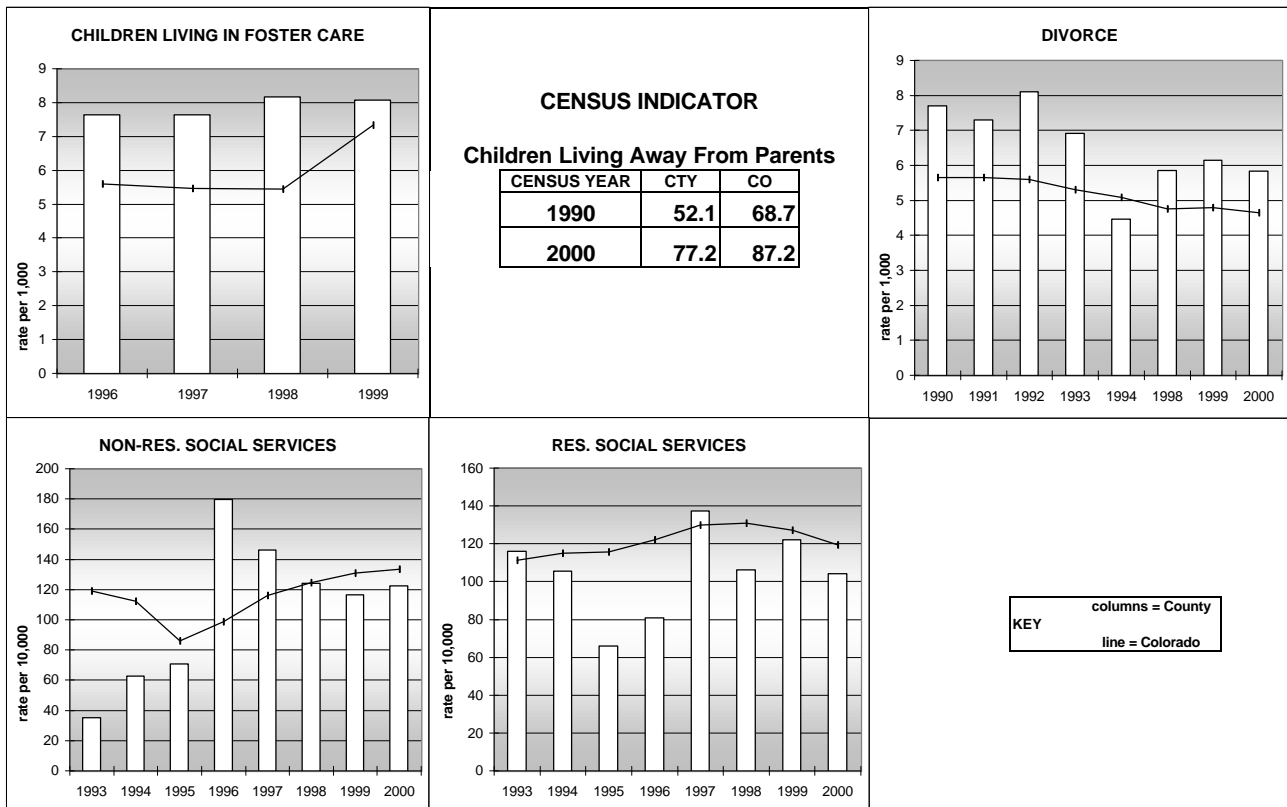 CHILDREN LIVING IN FOSTER CARE
9
8
7
6
5
4
3
2
1
0
rate per 1,000
1996 1997 1998 1999
CENSUS INDICATOR
Children Living Away From Parents
CENSUS YEAR CTY CO
1990 52.1 68.7
2000 77.2 87.2
DIVORCE
9
8
7
6
5
4
3
2
1
0
rate per 1,000
1990 1991 1992 1993 1994 1998 1999 2000
NON-RES. SOCIAL SERVICES
200
180
160
140
120
100
80
60
40
20
0
rate per 10,000
1993 1994 1995 1996 1997 1998 1999 2000
RES. SOCIAL SERVICES
160
140
120
100
80
60
40
20
0
rate per 10,000
1993 1994 1995 1996 1997 1998 1999 2000
columns = County
KEY
line = Colorado